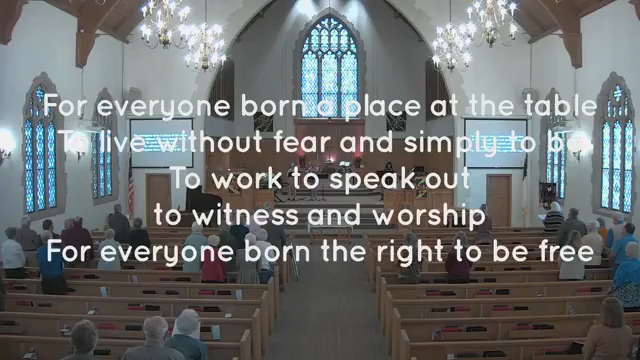 For everyone born a place at the table
To live without fear and simply to be
To work to speak out
to witness and worship
For everyone born the right to be free